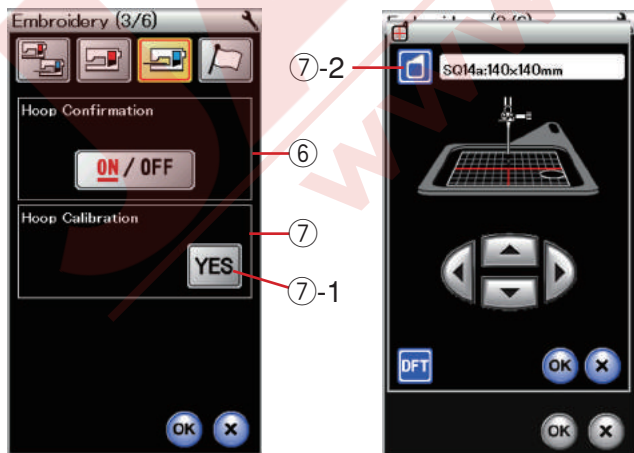 Embroidery (3/6)
Hoop Confirmation
ON / OFF
⑥
Hoop Calibration
⑦
YES
⑦-1
OK X
⑦-2
SQ14a:140×140mm
DFT
OK X
OK X